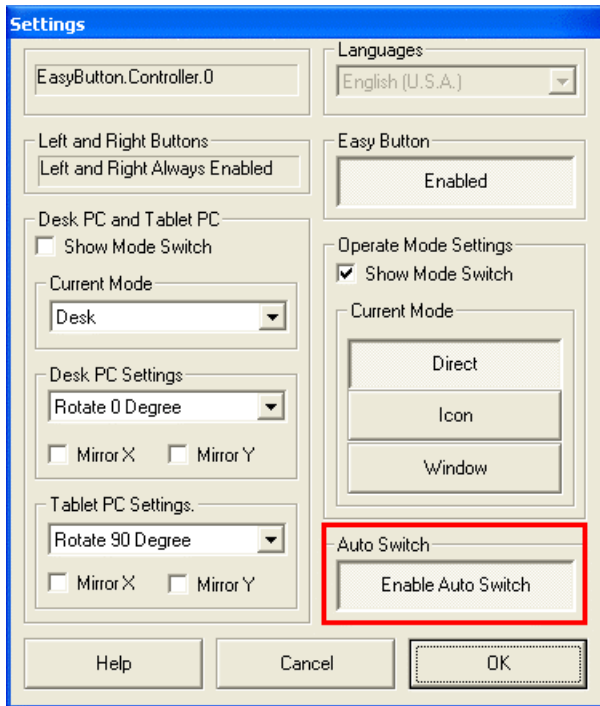 Settings
EasyButton.Controller.0
Languages
English (U.S.A.)
Left and Right Buttons
Left and Right Always Enabled
Easy Button
Enabled
Desk PC and Tablet PC
Show Mode Switch
Current Mode
Desk
Desk PC Settings
Rotate 0 Degree
Mirror X
Mirror Y
Tablet PC Settings.
Rotate 90 Degree
Mirror X
Mirror Y
Operate Mode Settings
Show Mode Switch
Current Mode
Direct
Icon
Window
Auto Switch
Enable Auto Switch
Help
Cancel
OK